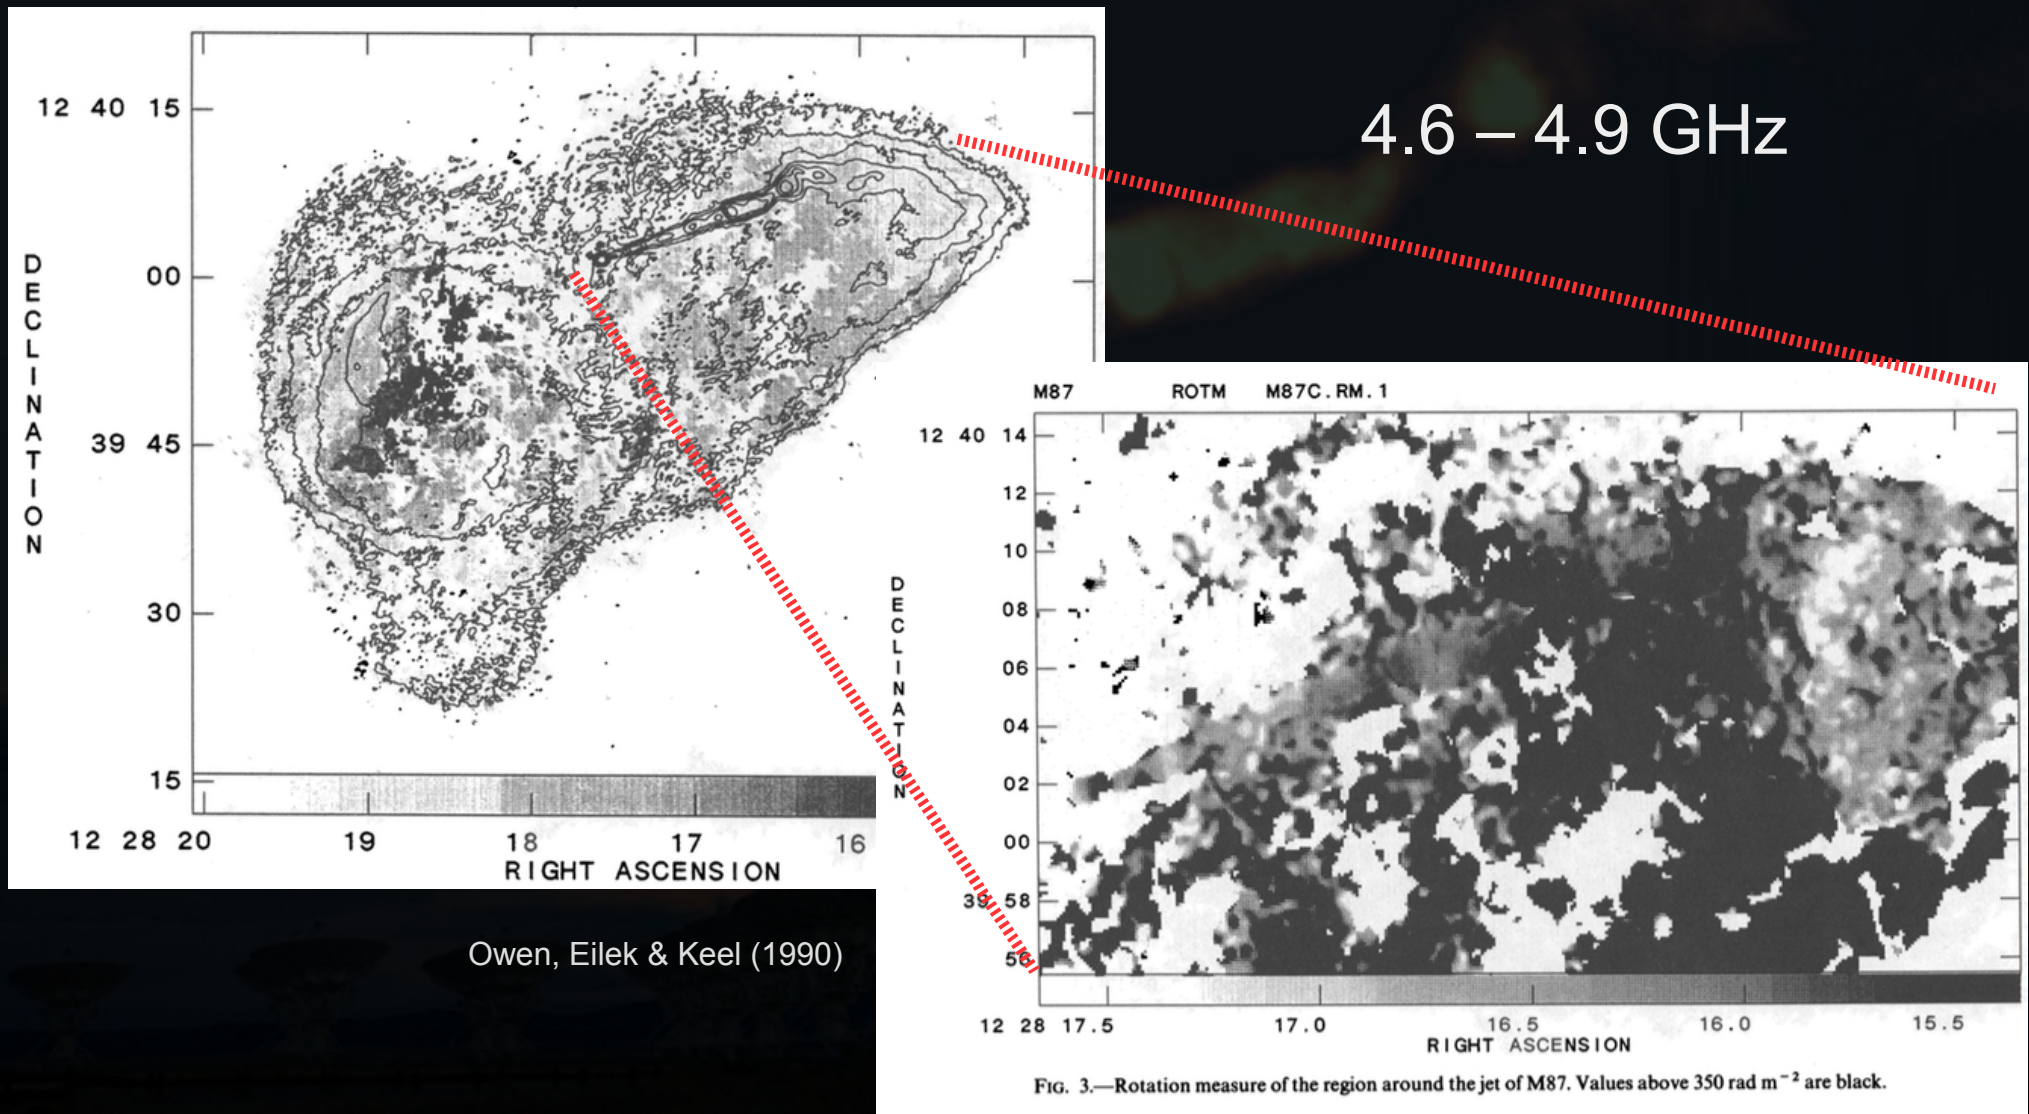 12 40 15
00
39 45
30
15
DECLINATION
12 28 20 19 18 17 16
RIGHT ASCENSION
4.6 – 4.9 GHz
Owen, Eilek & Keel (1990)
M87 ROTM M87C.RM.1
12 40 14
12
10
08
06
04
02
00
39 58
56
DECLINATION
12 28 17.5 17.0 16.5 16.0 15.5
RIGHT ASCENSION
FIG. 3.—Rotation measure of the region around the jet of M87. Values above 350 rad m⁻² are black.